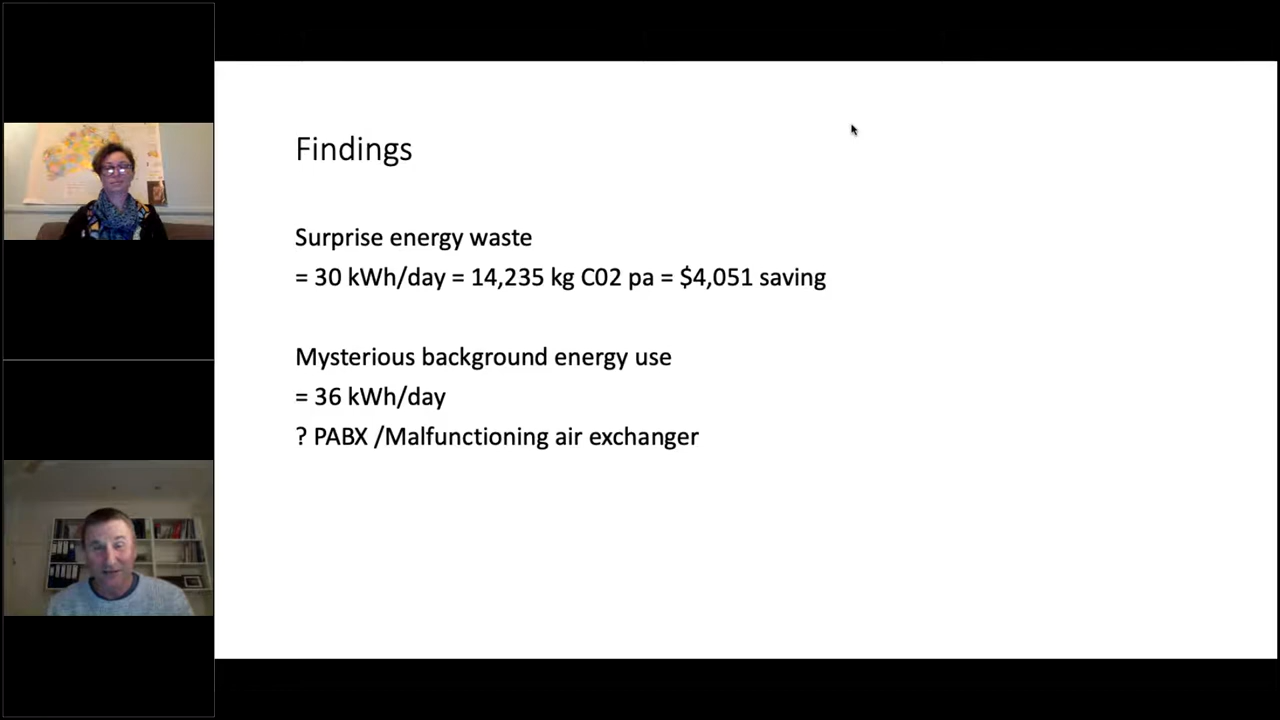 Findings
Surprise energy waste
= 30 kWh/day = 14,235 kg C02 pa = $4,051 saving
Mysterious background energy use
= 36 kWh/day
? PABX /Malfunctioning air exchanger